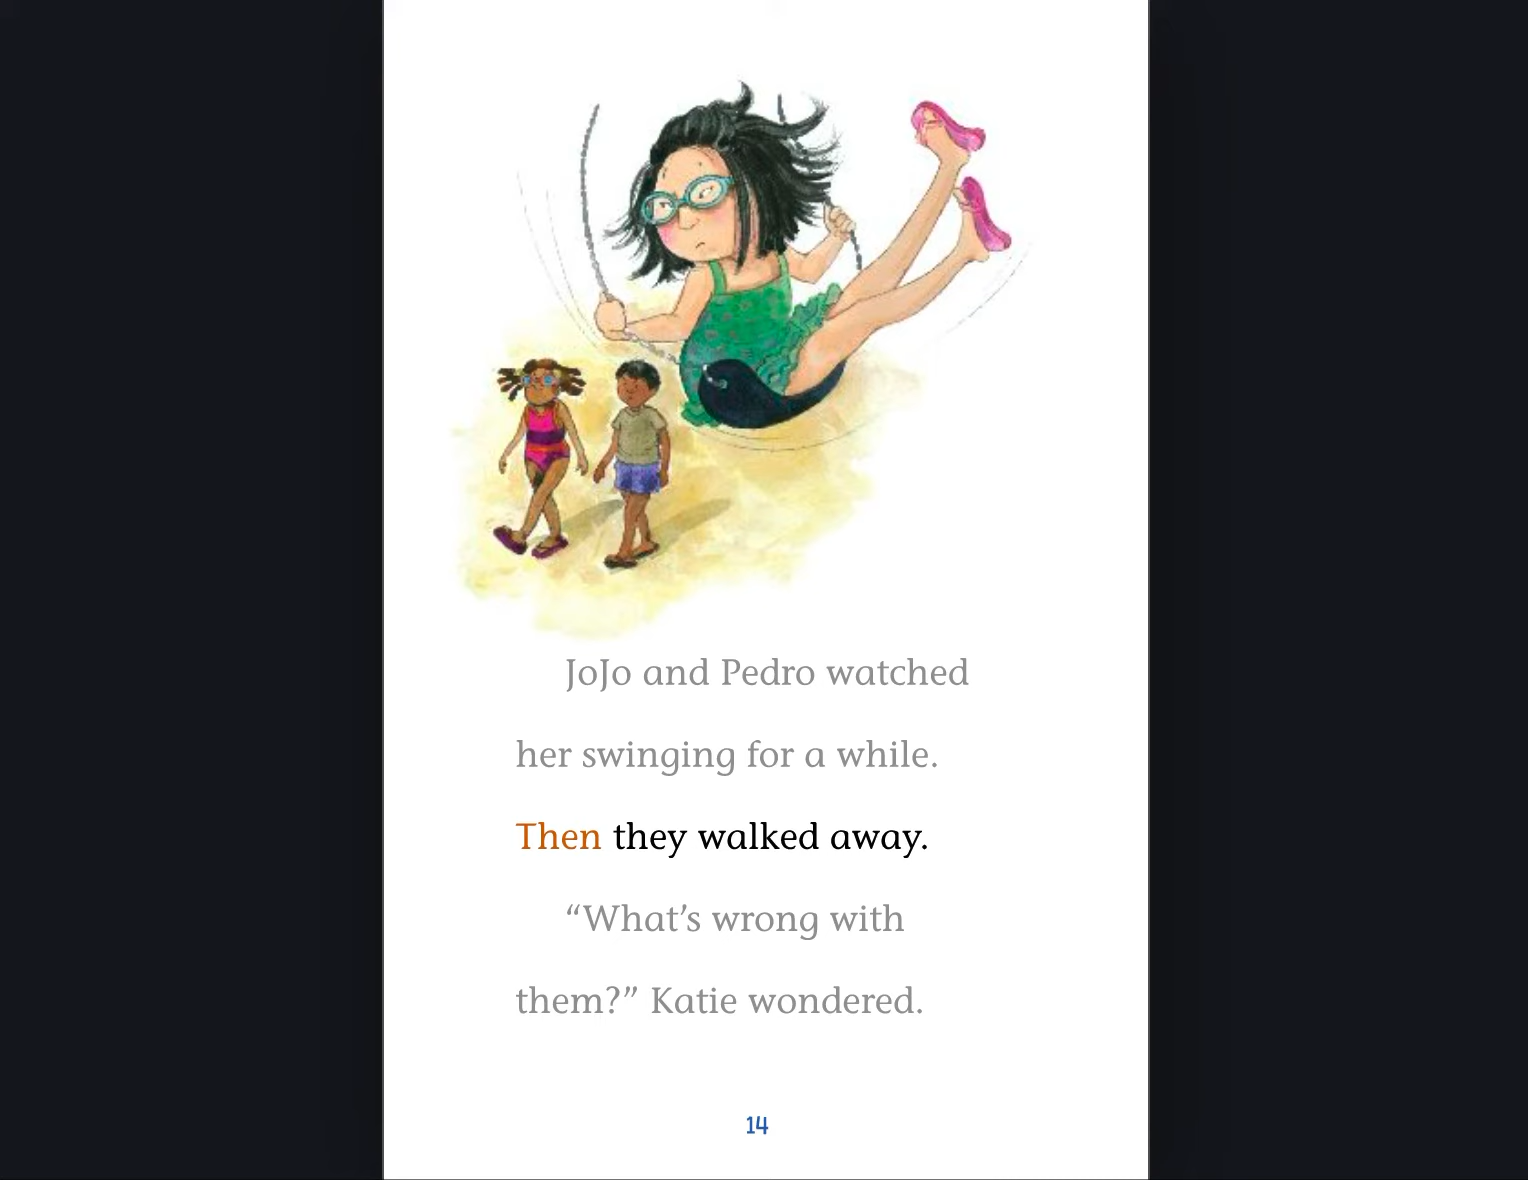 JoJo and Pedro watched
her swinging for a while.
Then they walked away.
“What’s wrong with
them?” Katie wondered.
14